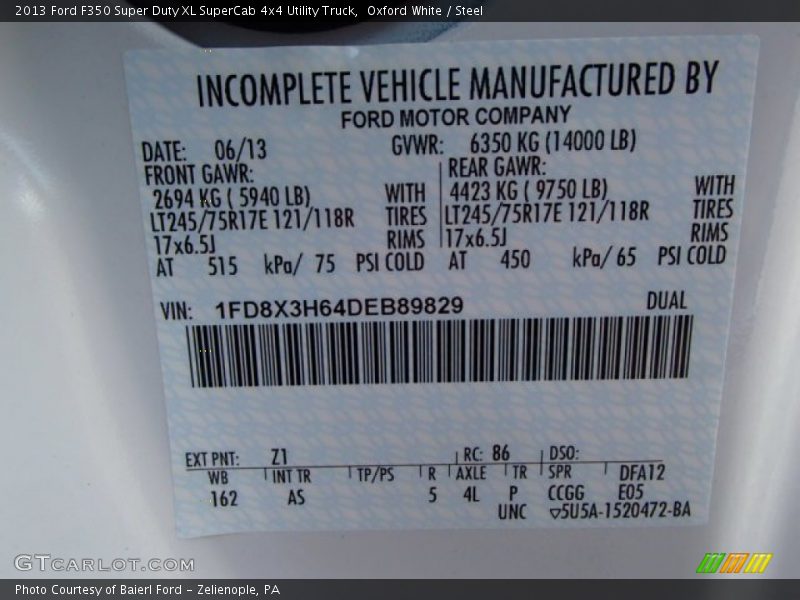 2013 Ford F350 Super Duty XL SuperCab 4x4 Utility Truck,  Oxford White / Steel
INCOMPLETE VEHICLE MANUFACTURED BY
FORD MOTOR COMPANY
DATE: 06/13 GVWR: 6350 KG (14000 LB)
FRONT GAWR: REAR GAWR:
2694 KG ( 5940 LB) WITH 4423 KG ( 9750 LB) WITH
LT245/75R17E 121/118R TIRES LT245/75R17E 121/118R TIRES
17x6.5J RIMS 17x6.5J RIMS
AT 515 kPa/ 75 PSI COLD AT 450 kPa/ 65 PSI COLD
VIN: 1FD8X3H64DEB89829 DUAL
EXT PNT: Z1 RC: 86 DSO:
WB INT TR TP/PS R AXLE TR SPR DFA12
162 AS 5 4L P CCGG E05
UNC ▽5U5A-1520472-BA
GTCARLOT.COM
Photo Courtesy of Baierl Ford - Zelienople, PA